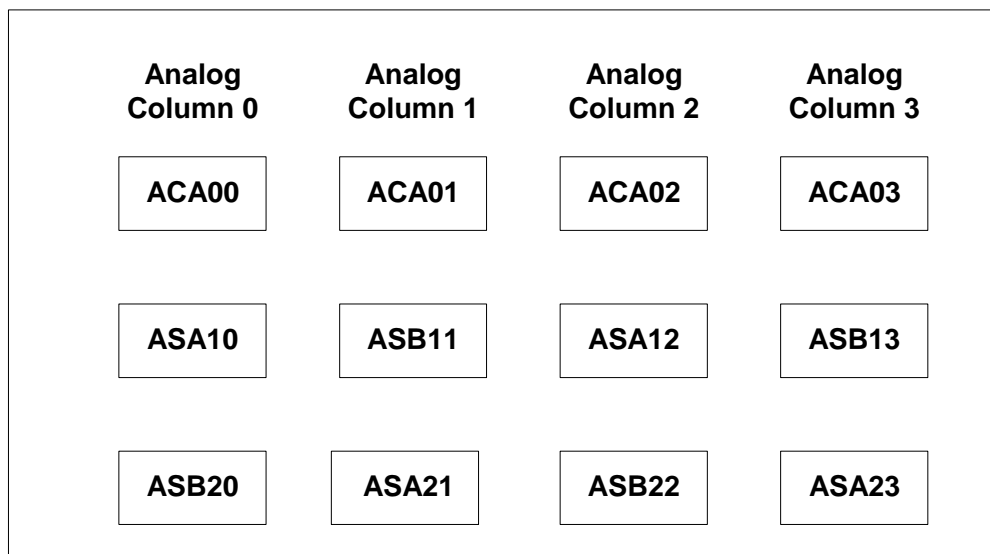 Analog Column 0
Analog Column 1
Analog Column 2
Analog Column 3
ACA00
ACA01
ACA02
ACA03
ASA10
ASB11
ASA12
ASB13
ASB20
ASA21
ASB22
ASA23